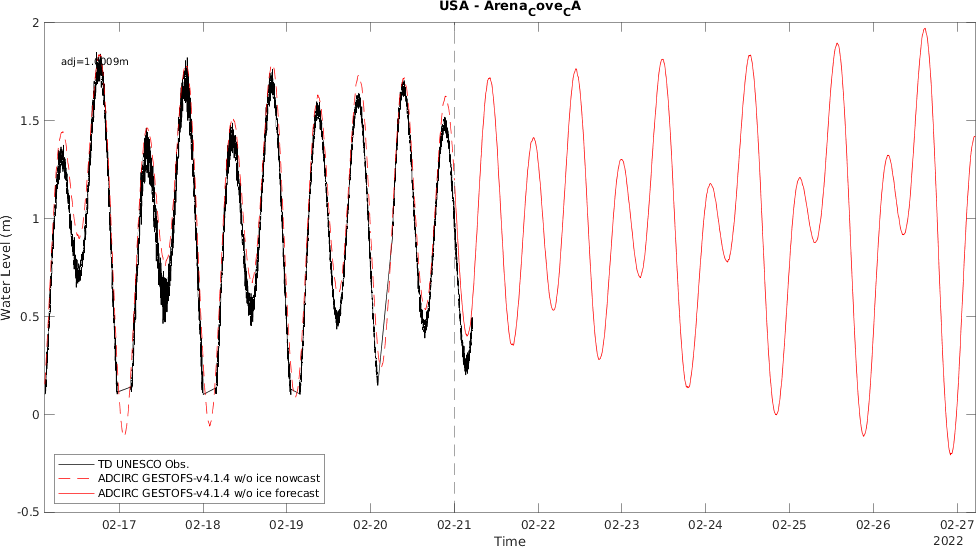 USA - ArenaCoveCA
adj=1.0009m
2
1.5
1
0.5
0
-0.5
Water Level (m)
TD UNESCO Obs.
ADCIRC GESTOFS-v4.1.4 w/o ice nowcast
ADCIRC GESTOFS-v4.1.4 w/o ice forecast
02-17 02-18 02-19 02-20 02-21 02-22 02-23 02-24 02-25 02-26 02-27
Time
2022